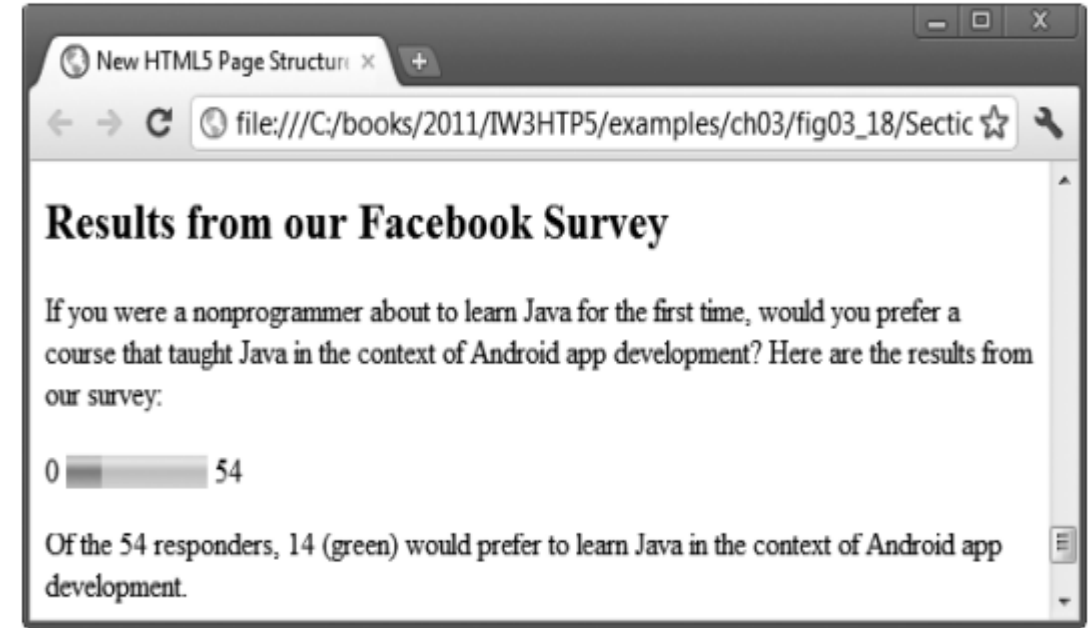 New HTML5 Page Structure
file:///C:/books/2011/IW3HTP5/examples/ch03/fig03_18/Sectic
Results from our Facebook Survey
If you were a nonprogrammer about to learn Java for the first time, would you prefer a
course that taught Java in the context of Android app development? Here are the results from
our survey:
0 54
Of the 54 responders, 14 (green) would prefer to learn Java in the context of Android app
development.